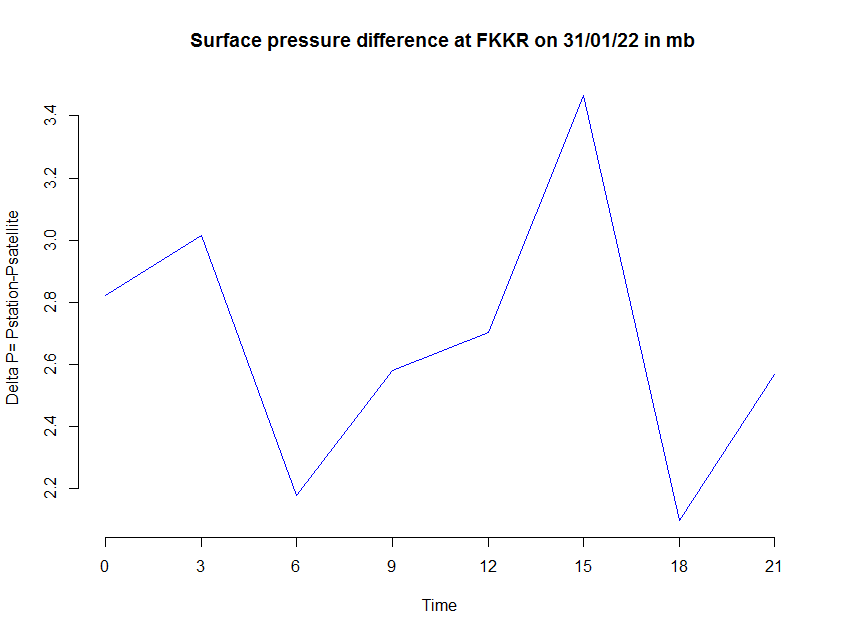 Surface pressure difference at FKKR on 31/01/22 in mb
Delta P= Pstation-Psatellite
3.4
3.2
3.0
2.8
2.6
2.4
2.2
0 3 6 9 12 15 18 21
Time